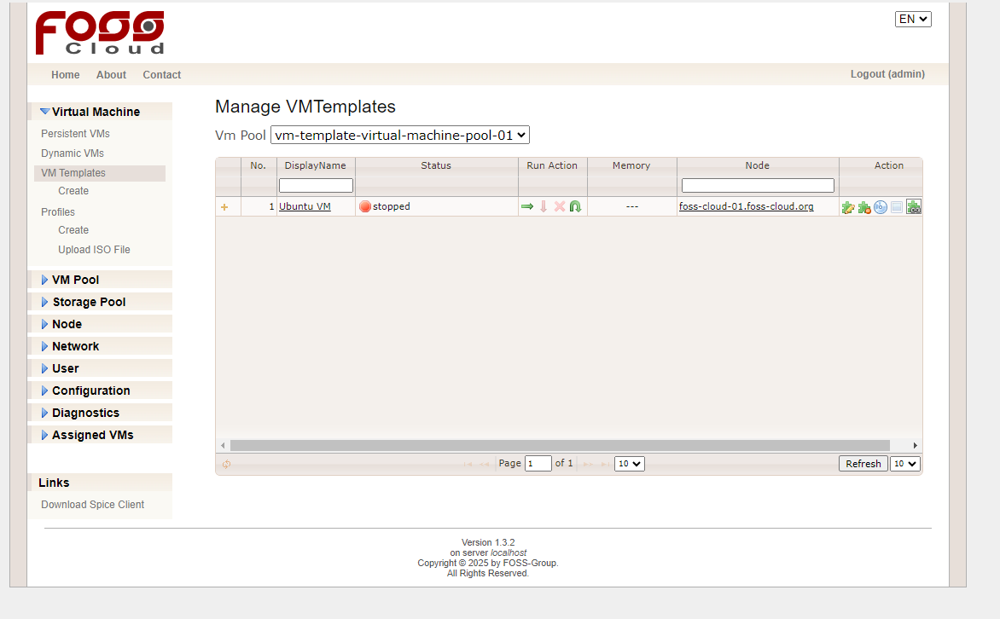 FOSS
Cloud
EN
Home About Contact Logout (admin)
Virtual Machine
Persistent VMs
Dynamic VMs
VM Templates
Create
Profiles
Create
Upload ISO File
VM Pool
Storage Pool
Node
Network
User
Configuration
Diagnostics
Assigned VMs
Links
Download Spice Client
Manage VMTemplates
Vm Pool vm-template-virtual-machine-pool-01
No. DisplayName Status Run Action Memory Node Action
1 Ubuntu VM stopped --- foss-cloud-01.foss-cloud.org
Page 1 of 1 10 Refresh 10
Version 1.3.2
on server localhost
Copyright © 2025 by FOSS-Group.
All Rights Reserved.